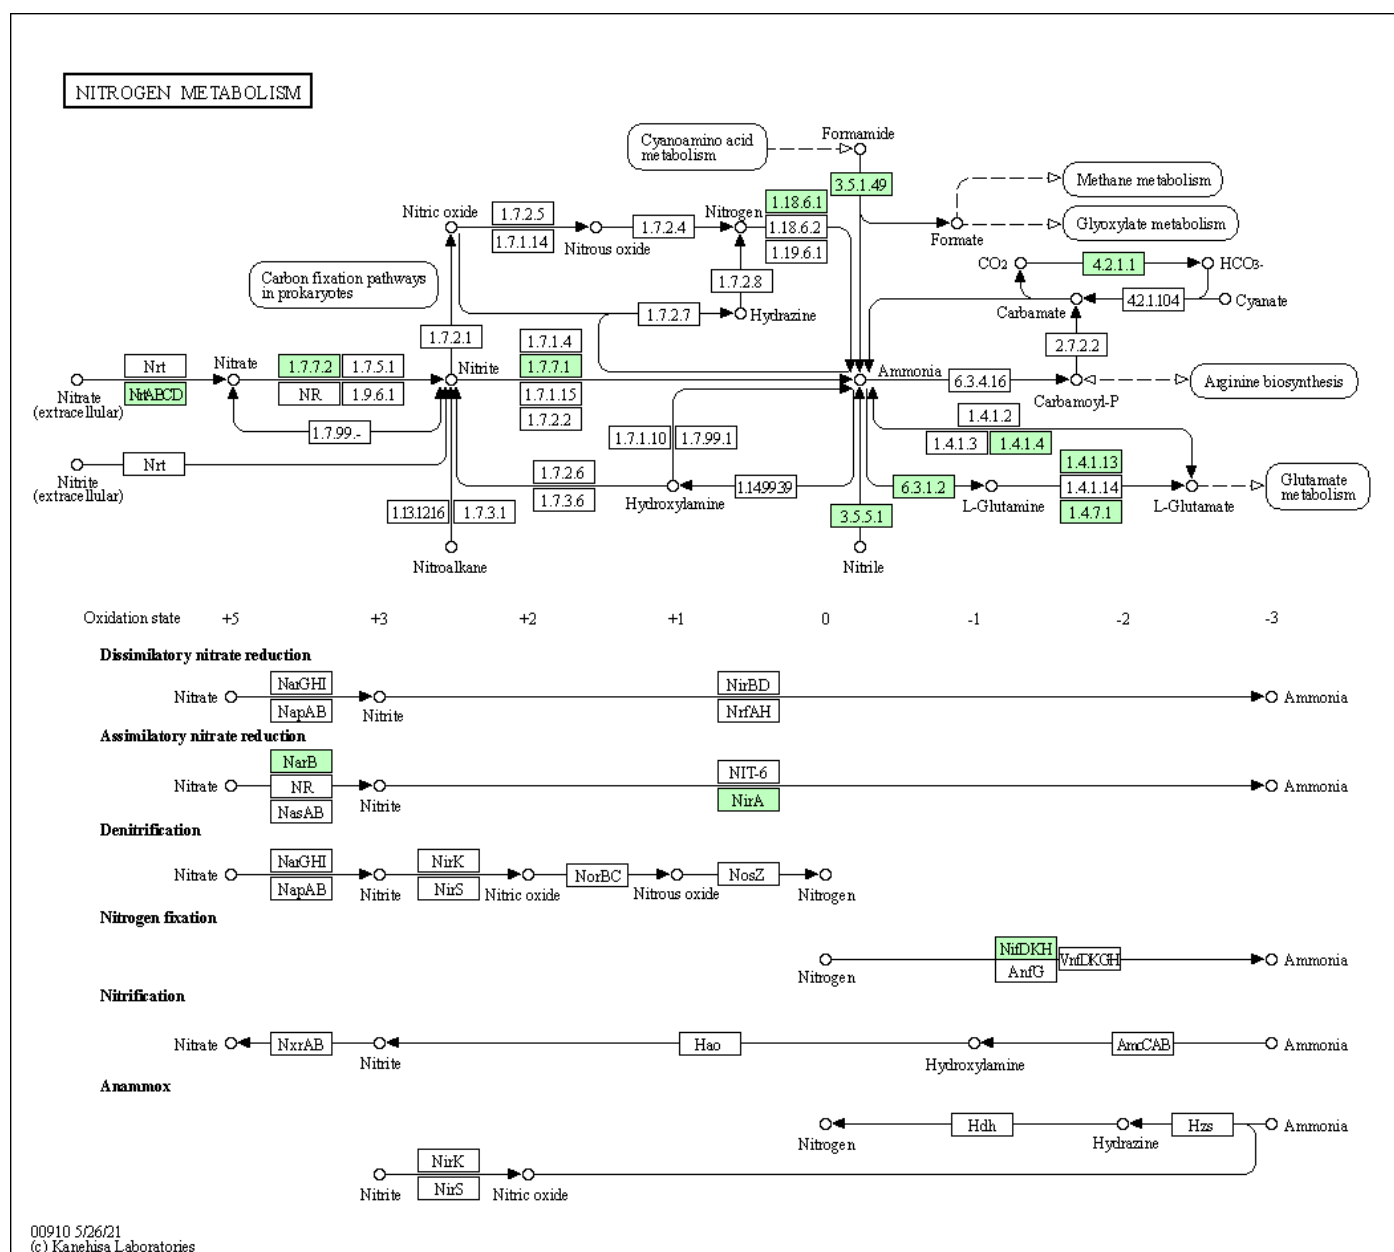 NITROGEN METABOLISM
Cyanoamino acid
metabolism
Formamide
3.5.1.49
Methane metabolism
Glyoxylate metabolism
Formate
Nitric oxide
1.7.2.5
1.7.1.14
Nitrous oxide
1.7.2.4
Nitrogen
1.18.6.1
1.18.6.2
1.19.6.1
CO2
4.2.1.1
HCO3-
Carbon fixation pathways
in prokaryotes
1.7.2.8
1.7.2.7
Hydrazine
Carbamate
4.2.1.104
Cyanate
1.7.2.1
2.7.2.2
Nrt
NrtABCD
Nitrate
(extracellular)
Nitrate
1.7.7.2
1.7.5.1
NR
1.9.6.1
1.7.99.-
Nitrite
1.7.1.4
1.7.7.1
1.7.1.15
1.7.2.2
Ammonia
6.3.4.16
Carbamoyl-P
Arginine biosynthesis
1.4.1.2
1.4.1.3
1.4.1.4
Nrt
Nitrite
(extracellular)
1.7.1.10
1.7.99.1
1.7.2.6
1.7.3.6
Hydroxylamine
1.14.99.39
6.3.1.2
L-Glutamine
1.4.1.13
1.4.1.14
1.4.7.1
L-Glutamate
Glutamate
metabolism
1.13.12.16
1.7.3.1
3.5.5.1
Nitroalkane
Nitrile
Oxidation state +5 +3 +2 +1 0 -1 -2 -3
Dissimilatory nitrate reduction
NarGHI
NirBD
Nitrate
Ammonia
NapAB
Nitrite
NrfAH
Assimilatory nitrate reduction
NarB
NIT-6
Nitrate
NR
Ammonia
NasAB
Nitrite
NirA
Denitrification
NarGHI
NirK
Nitrate
NorBC
NosZ
NapAB
Nitrite
NirS
Nitric oxide
Nitrous oxide
Nitrogen
Nitrogen fixation
NifDKH
VnfDKGH
Ammonia
Nitrogen
AnfG
Nitrification
Nitrate
NxrAB
Hao
AmoCAB
Ammonia
Nitrite
Hydroxylamine
Anammox
Hdh
Hzs
Ammonia
Nitrogen
Hydrazine
NirK
Nitrite
NirS
Nitric oxide
00910 5/26/21
(c) Kanehisa Laboratories